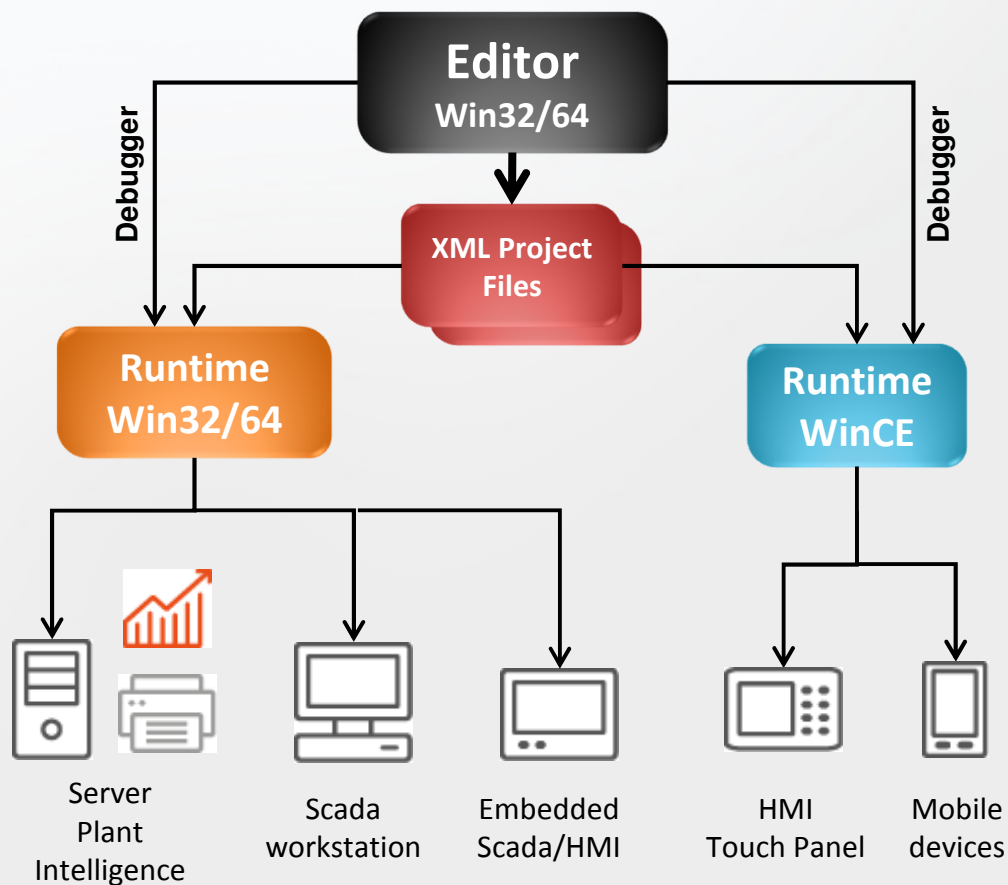 Editor
Win32/64
Debugger
Debugger
XML Project
Files
Runtime
Win32/64
Runtime
WinCE
Server
Plant
Intelligence
Scada
workstation
Embedded
Scada/HMI
HMI
Touch Panel
Mobile
devices